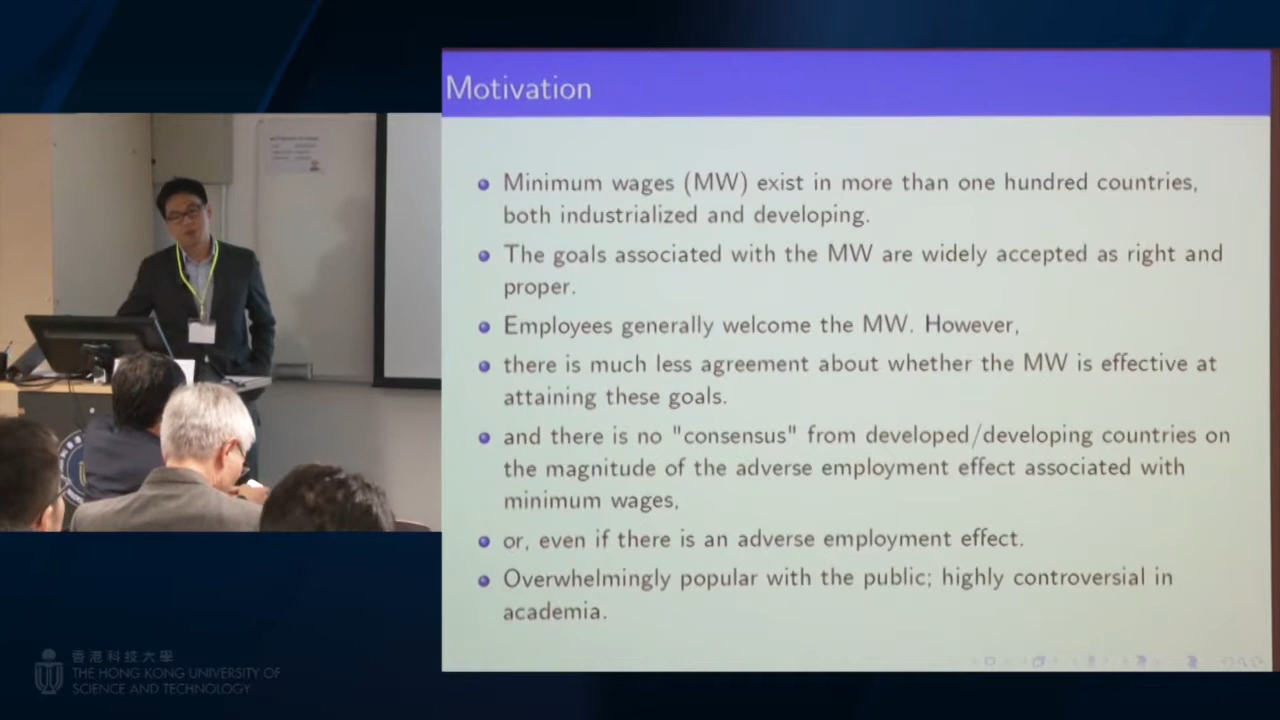 Motivation
Minimum wages (MW) exist in more than one hundred countries,
both industrialized and developing.
The goals associated with the MW are widely accepted as right and
proper.
Employees generally welcome the MW. However,
there is much less agreement about whether the MW is effective at
attaining these goals.
and there is no "consensus" from developed/developing countries on
the magnitude of the adverse employment effect associated with
minimum wages,
or, even if there is an adverse employment effect.
Overwhelmingly popular with the public; highly controversial in
academia.
香港科技大學
THE HONG KONG UNIVERSITY OF
SCIENCE AND TECHNOLOGY